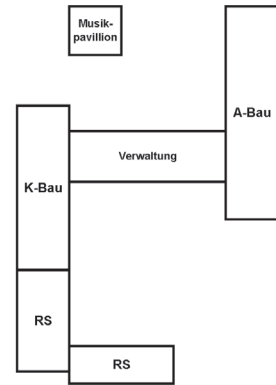 Musik-
pavillion
A-Bau
Verwaltung
K-Bau
RS
RS